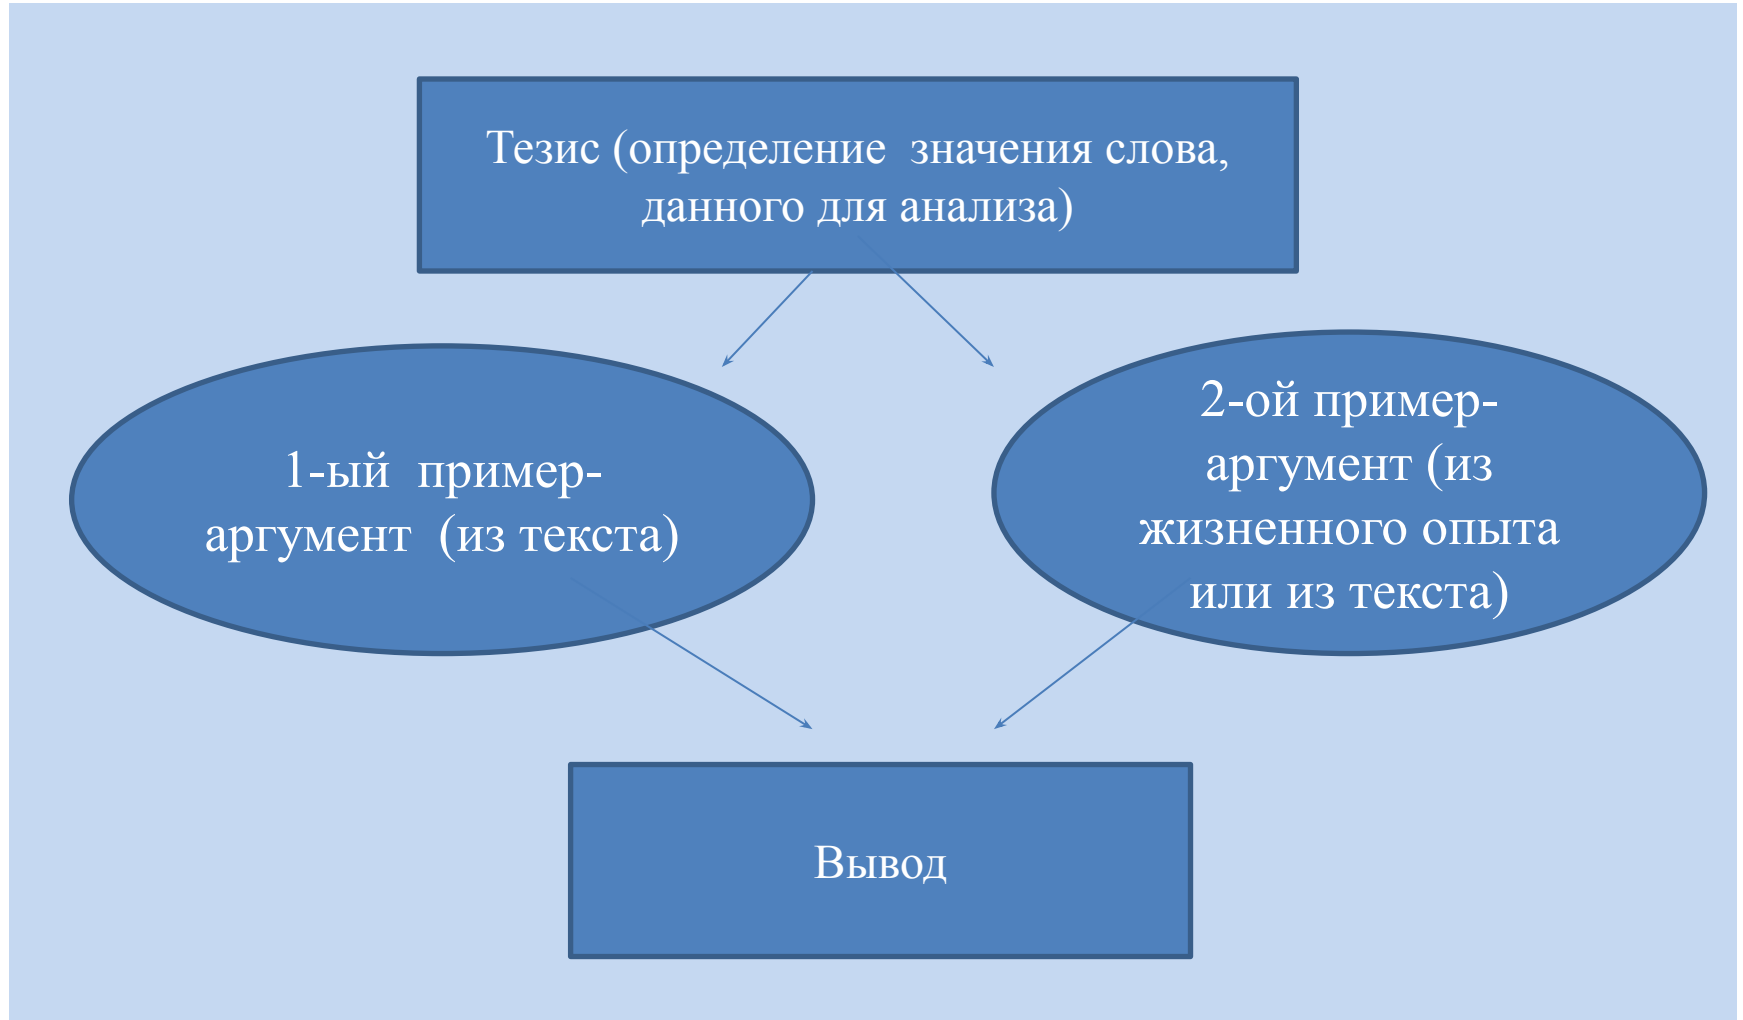 Тезис (определение  значения слова,
данного для анализа)
1-ый  пример-
аргумент  (из текста)
2-ой пример-
аргумент (из
жизненного опыта
или из текста)
Вывод